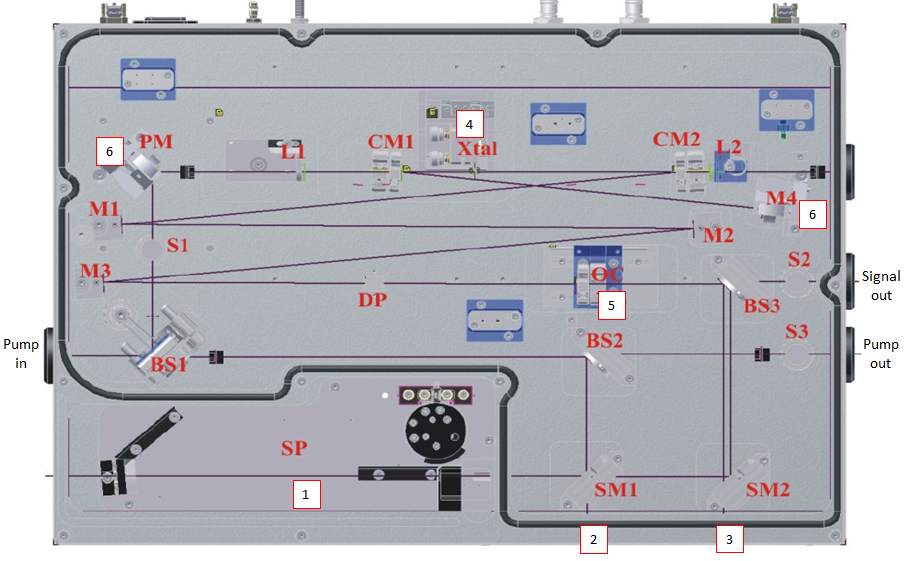 4
PM
6
L1
CM1
Xtal
CM2
L2
M4
6
M1
M2
S1
M3
S2
Signal
out
DP
OC
5
BS3
S3
BS2
Pump
in
BS1
Pump
out
SP
1
SM1
SM2
2
3